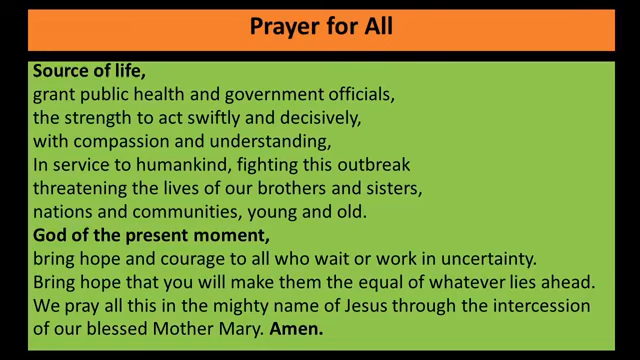 Prayer for All
Source of life,
grant public health and government officials,
the strength to act swiftly and decisively,
with compassion and understanding,
In service to humankind, fighting this outbreak
threatening the lives of our brothers and sisters,
nations and communities, young and old.
God of the present moment,
bring hope and courage to all who wait or work in uncertainty.
Bring hope that you will make them the equal of whatever lies ahead.
We pray all this in the mighty name of Jesus through the intercession
of our blessed Mother Mary. Amen.